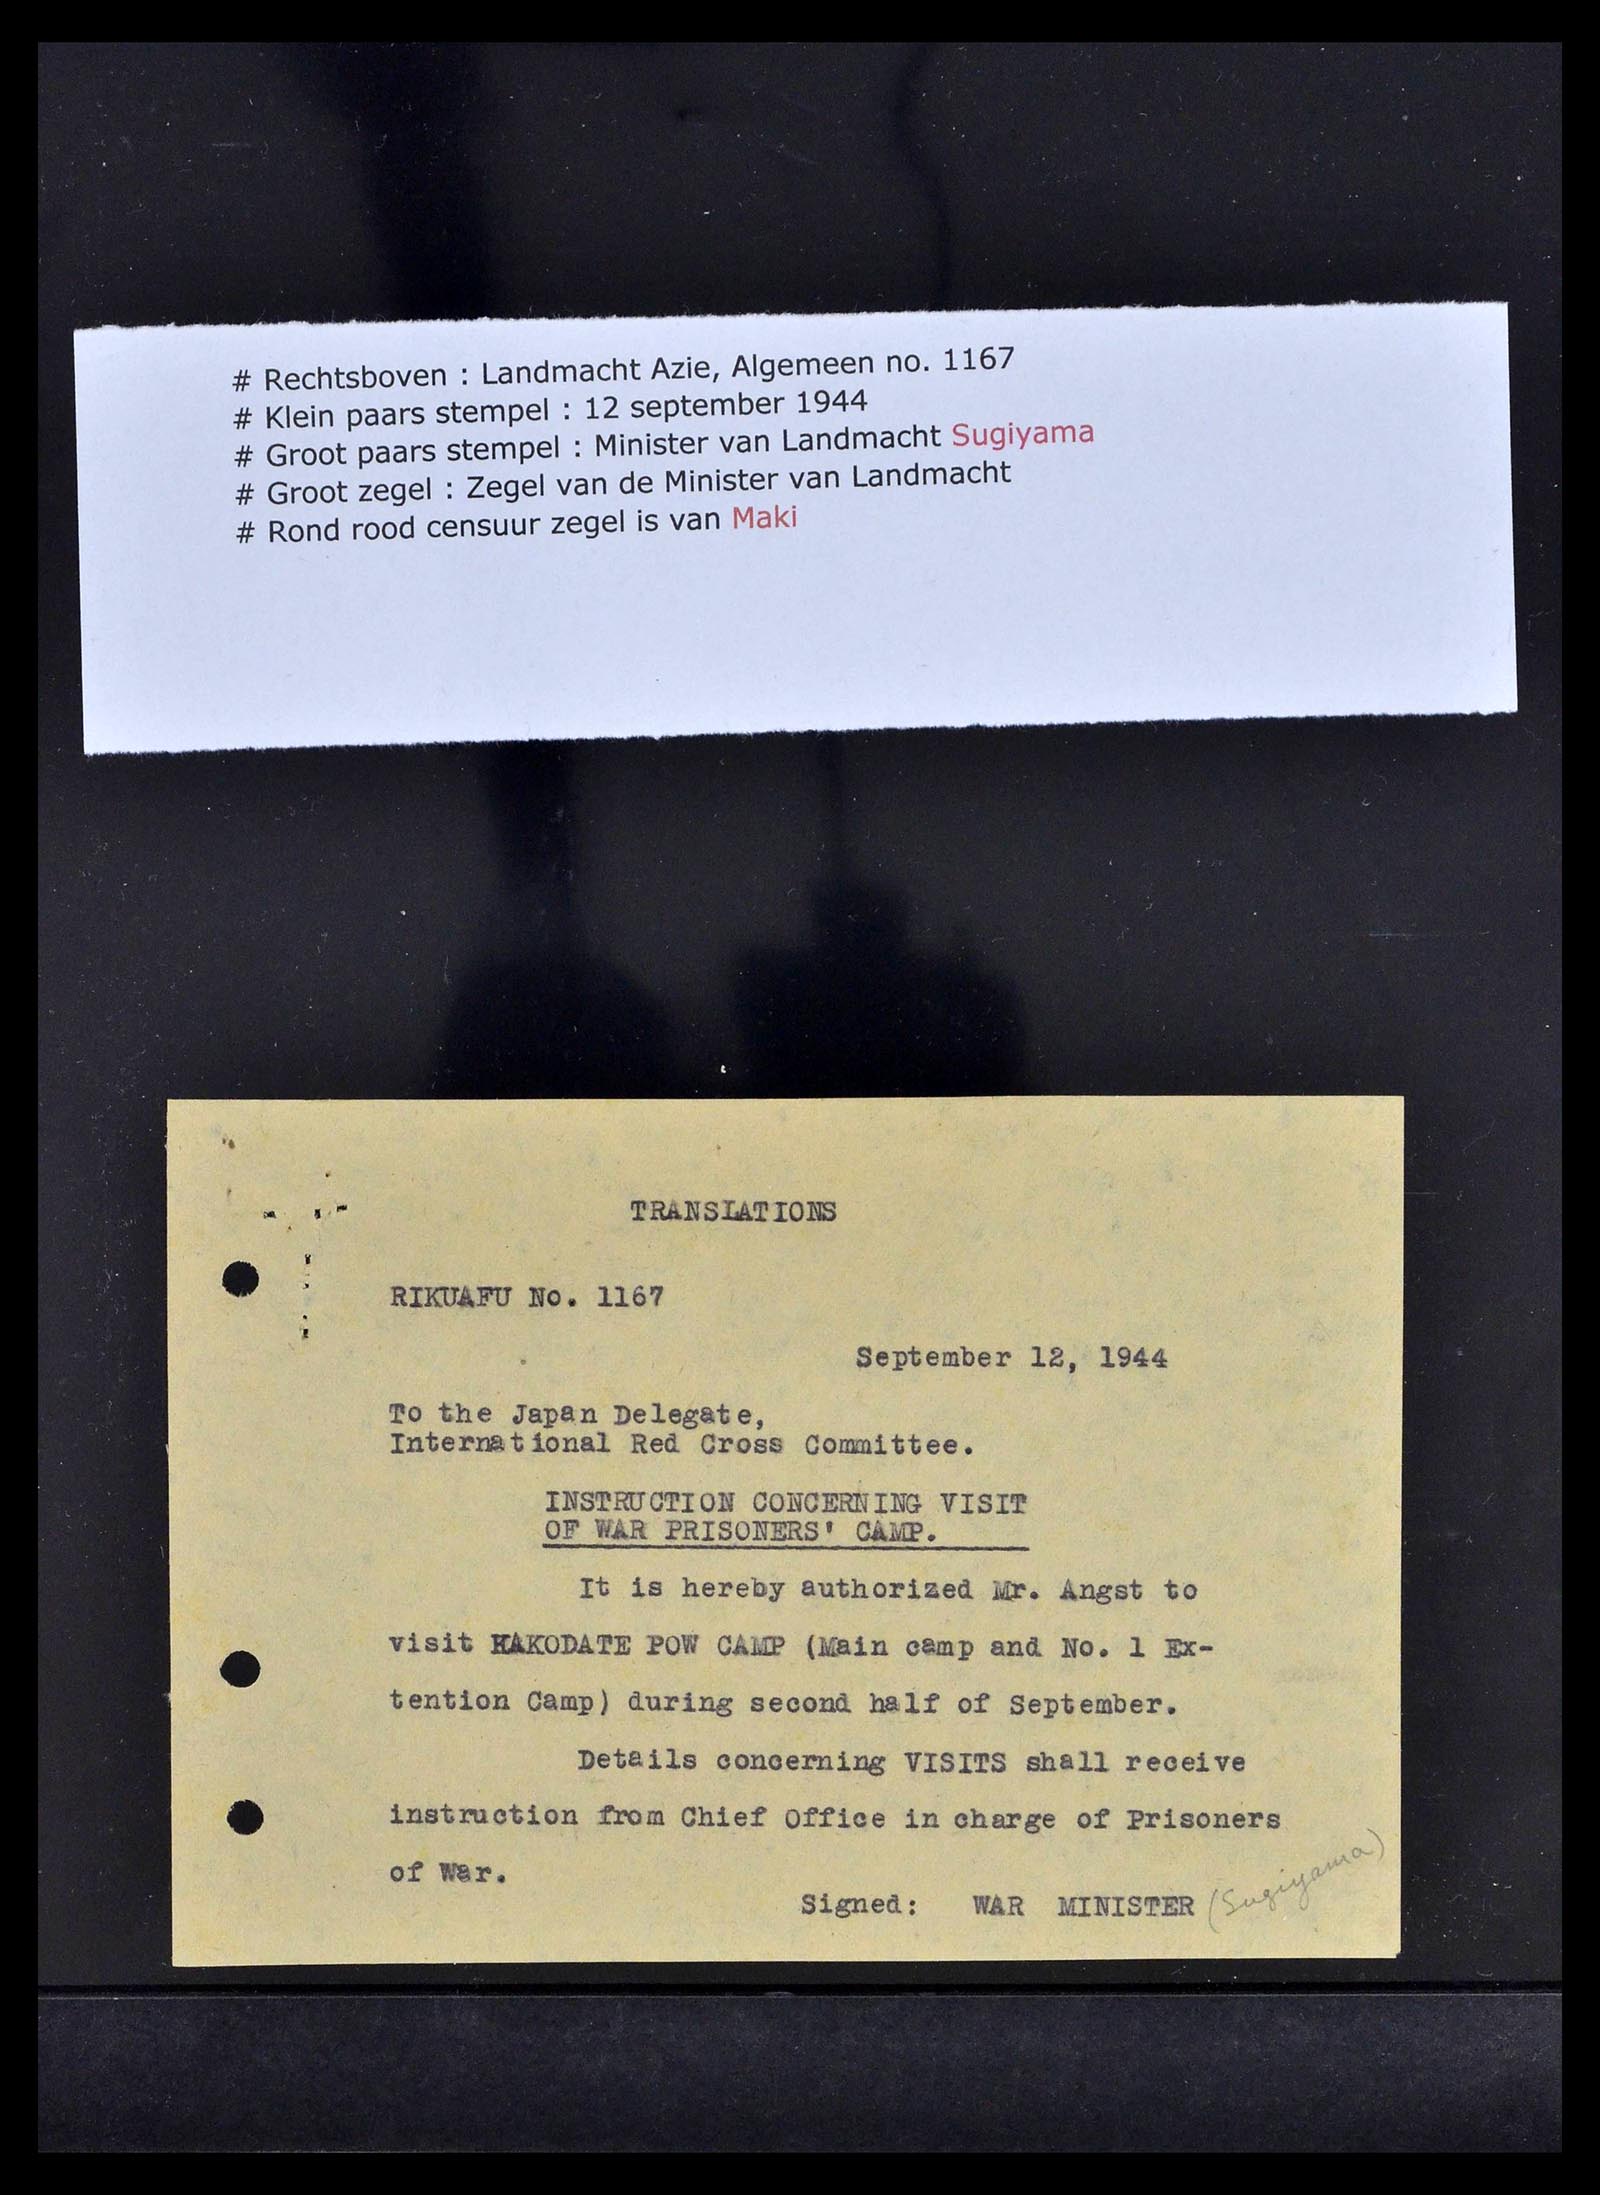 # Rechtsboven : Landmacht Azie, Algemeen no. 1167
# Klein paars stempel : 12 september 1944
# Groot paars stempel : Minister van Landmacht Sugiyama
# Groot zegel : Zegel van de Minister van Landmacht
# Rond rood censuur zegel is van Maki
TRANSLATIONS
RIKUAFU No. 1167
September 12, 1944
To the Japan Delegate,
International Red Cross Committee.
INSTRUCTION CONCERNING VISIT
OF WAR PRISONERS' CAMP.
It is hereby authorized Mr. Angst to
visit HAKODATE POW CAMP (Main camp and No. 1 Ex-
tention Camp) during second half of September.
Details concerning VISITS shall receive
instruction from Chief Office in charge of Prisoners
of War.
Signed: WAR MINISTER (Sugiyama)